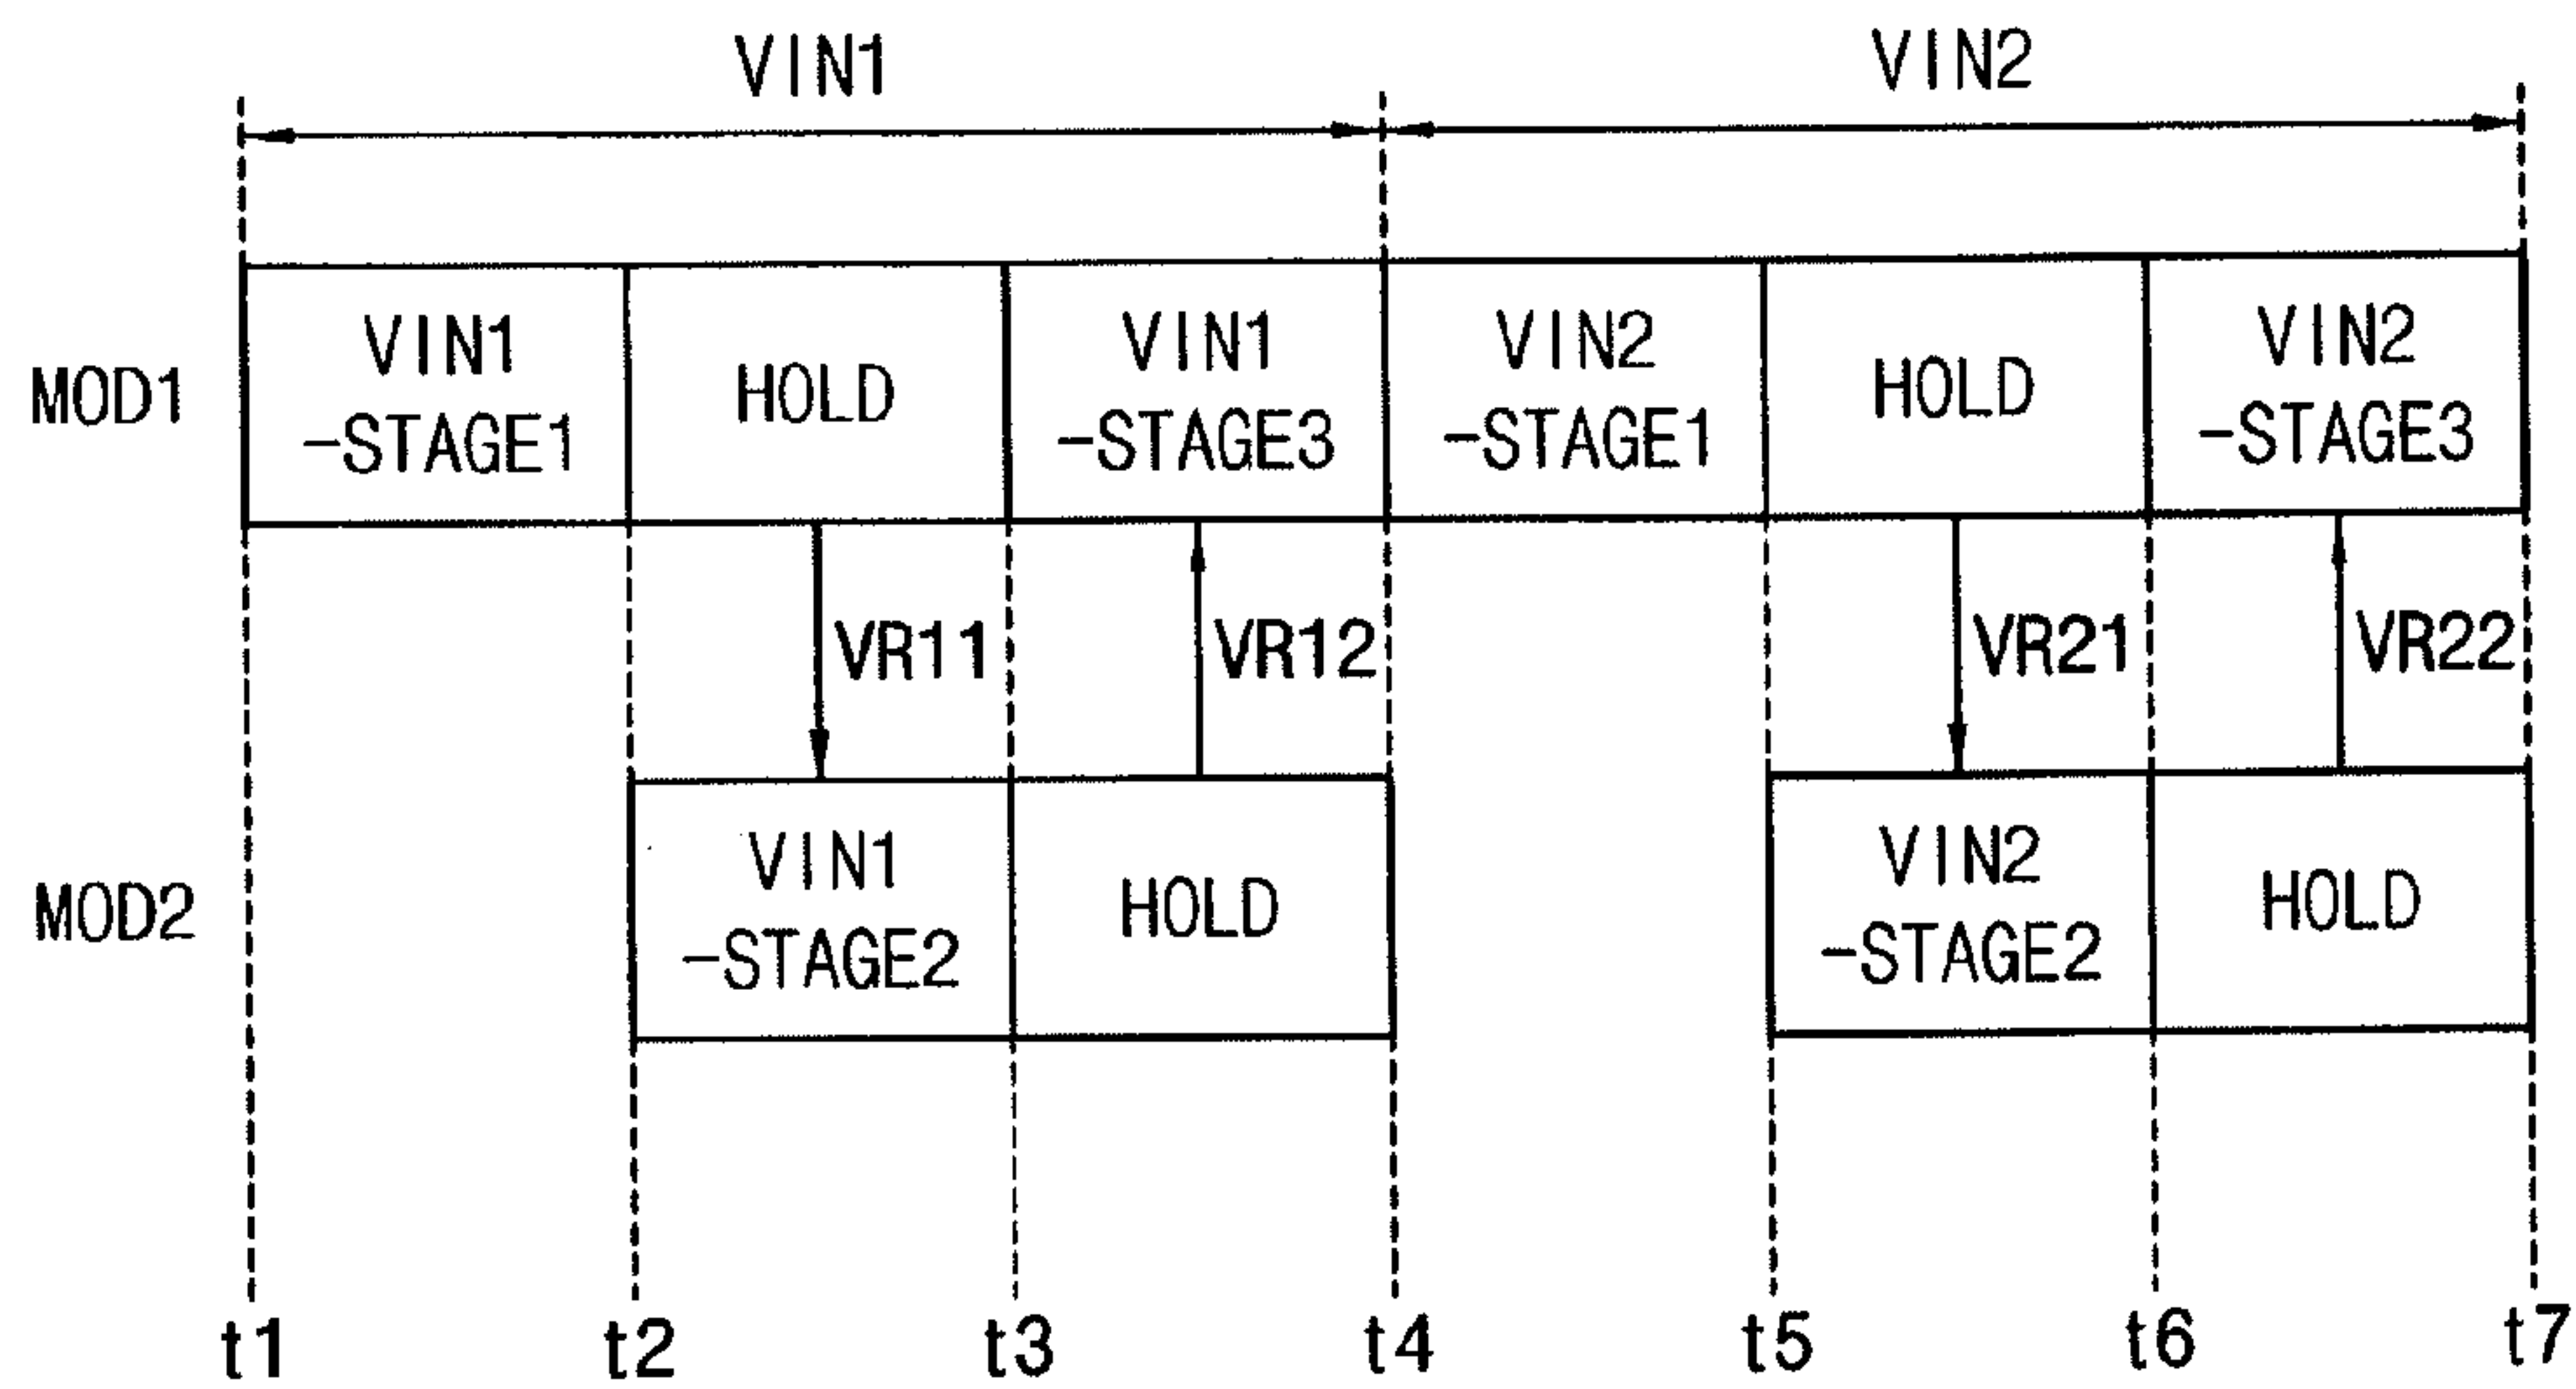 VIN1 VIN2
MOD1
VIN1
-STAGE1
HOLD
VIN1
-STAGE3
VIN2
-STAGE1
HOLD
VIN2
-STAGE3
VR11 VR12 VR21 VR22
MOD2
VIN1
-STAGE2
HOLD
VIN2
-STAGE2
HOLD
t1 t2 t3 t4 t5 t6 t7